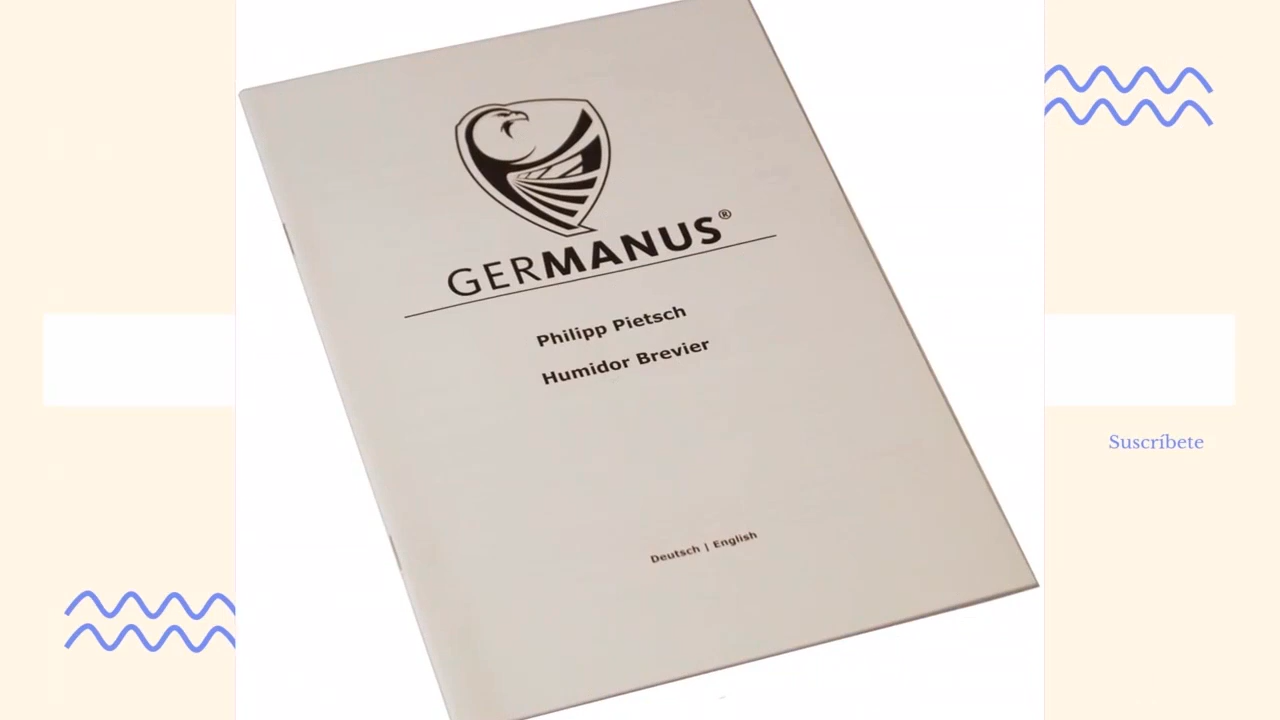 GERMANUS®
Philipp Pietsch
Humidor Brevier
Deutsch | English
Suscríbete